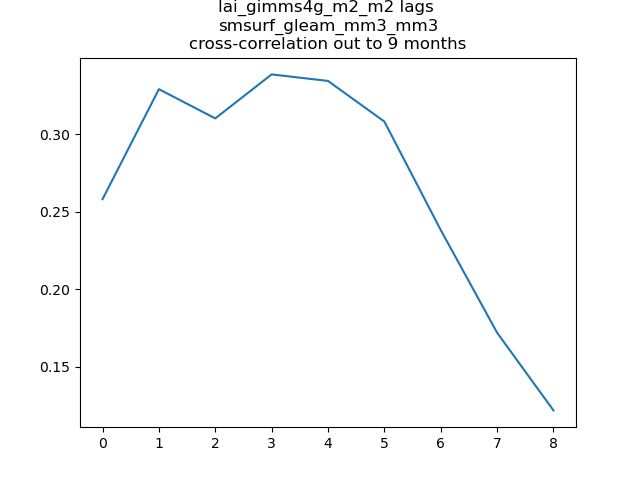 lai_gimms4g_m2_m2 lags
smsurf_gleam_mm3_mm3
cross-correlation out to 9 months
0.30
0.25
0.20
0.15
0 1 2 3 4 5 6 7 8